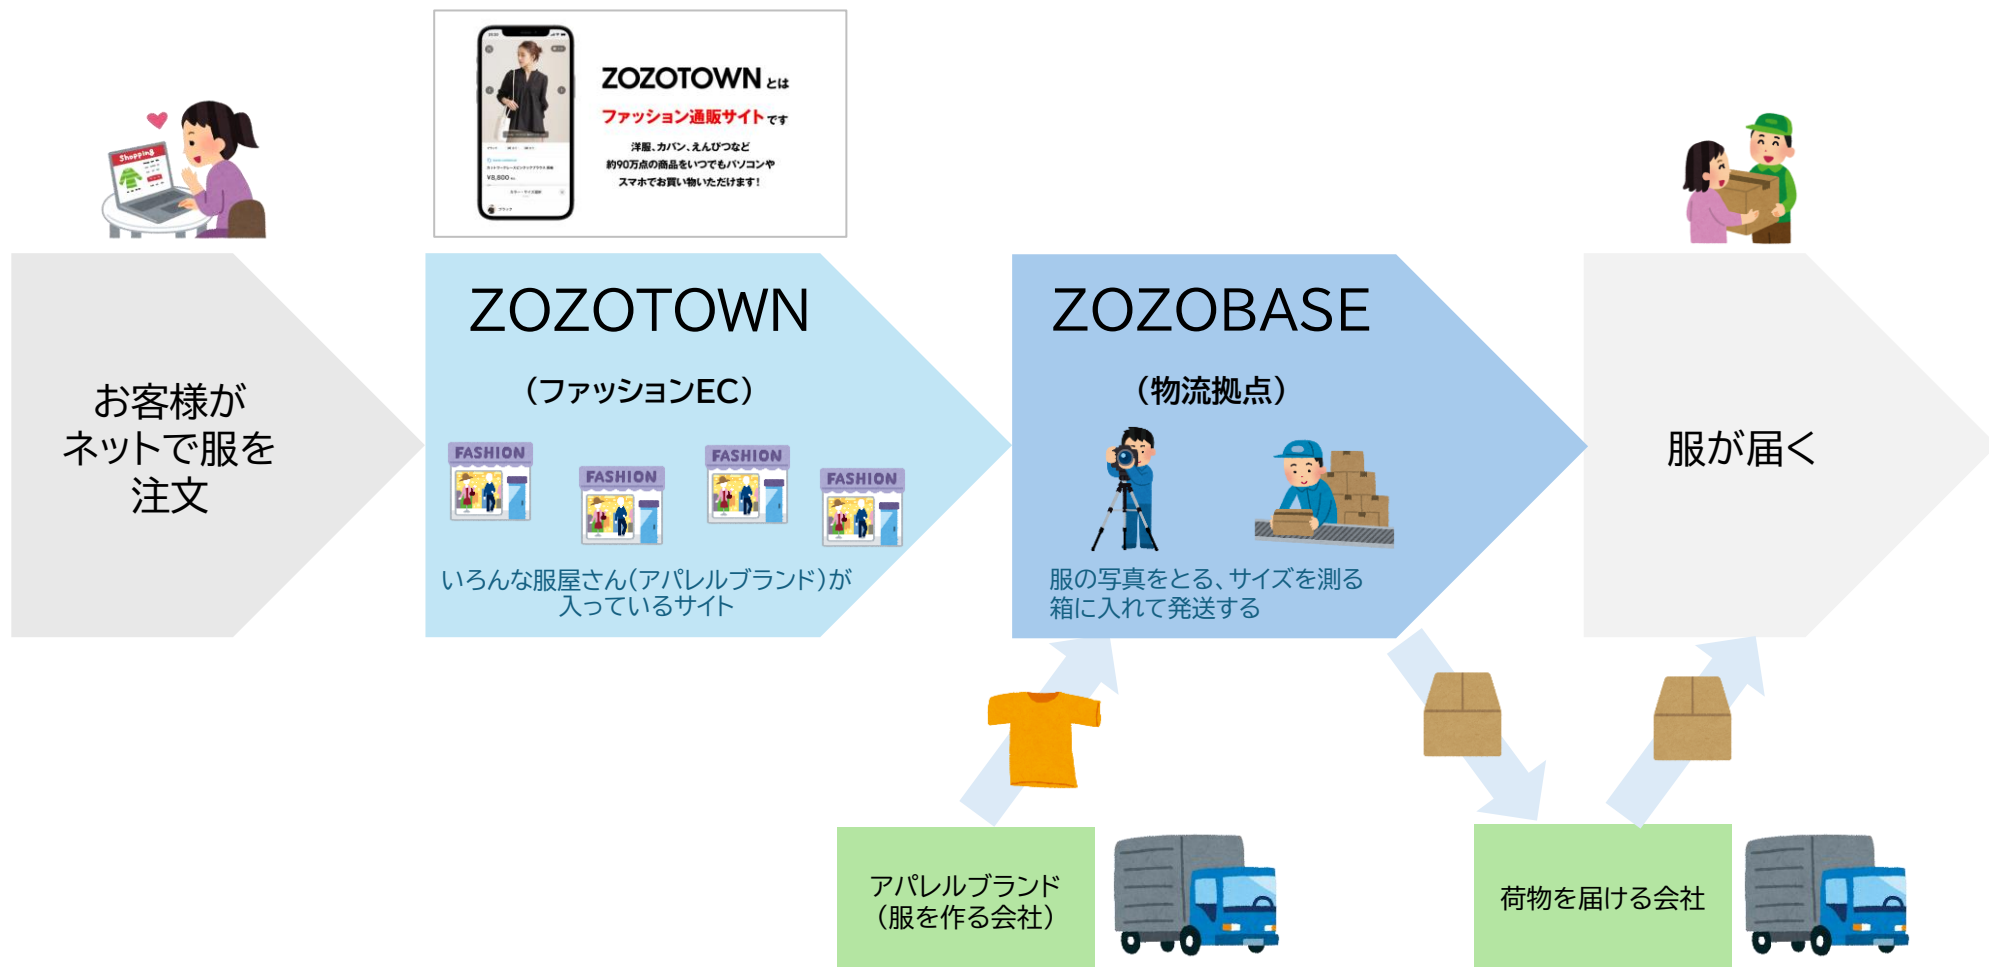 Shopping
ZOZOTOWN とは
ファッション通販サイト です
洋服、カバン、えんぴつなど
約90万点の商品をいつでもパソコンや
スマホでお買い物いただけます!
¥8,800
ブラック
お客様が
ネットで服を
注文
ZOZOTOWN
（ファッションEC）
FASHION
FASHION
FASHION
FASHION
いろんな服屋さん（アパレルブランド）が
入っているサイト
ZOZOBASE
（物流拠点）
服の写真をとる、サイズを測る
箱に入れて発送する
服が届く
アパレルブランド
（服を作る会社）
荷物を届ける会社